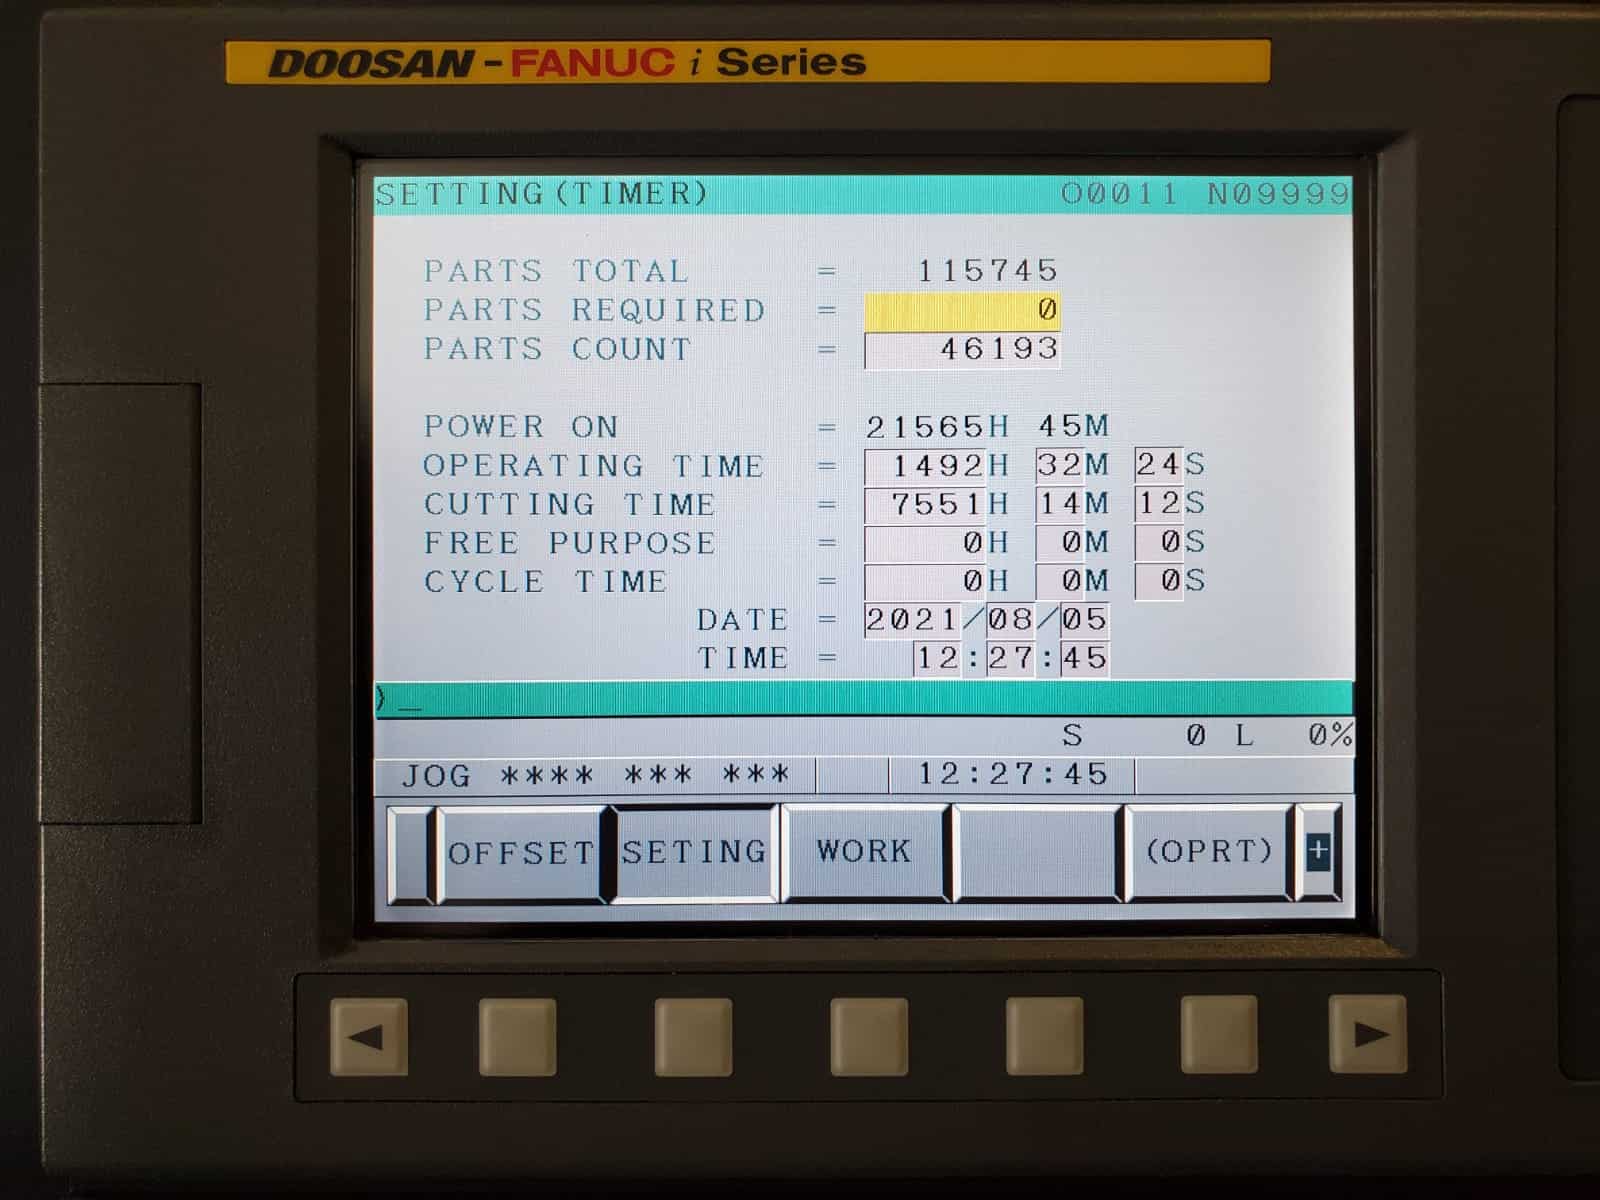 DOOSAN-FANUC i Series
SETTING(TIMER) O0011 N09999
PARTS TOTAL = 115745
PARTS REQUIRED = 0
PARTS COUNT = 46193
POWER ON = 21565H 45M
OPERATING TIME = 1492H 32M 24S
CUTTING TIME = 7551H 14M 12S
FREE PURPOSE = 0H 0M 0S
CYCLE TIME = 0H 0M 0S
DATE = 2021/08/05
TIME = 12:27:45
)_
S 0 L 0%
JOG **** *** *** 12:27:45
OFFSET SETING WORK (OPRT) +